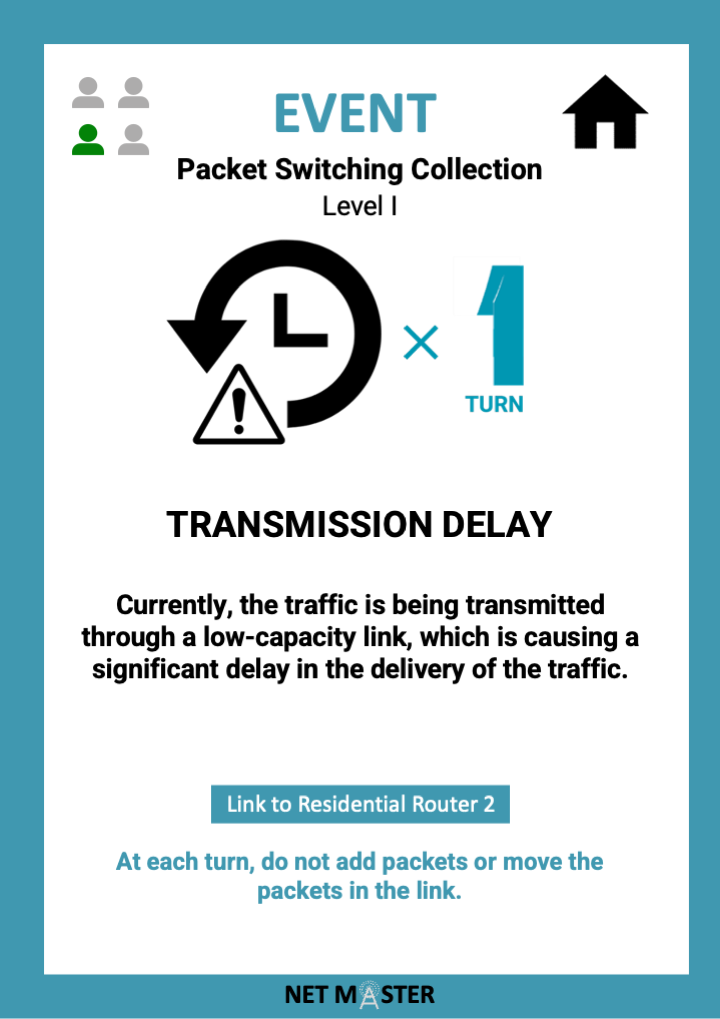 EVENT
Packet Switching Collection
Level I
× 1
TURN
TRANSMISSION DELAY
Currently, the traffic is being transmitted
through a low-capacity link, which is causing a
significant delay in the delivery of the traffic.
Link to Residential Router 2
At each turn, do not add packets or move the
packets in the link.
NET MASTER